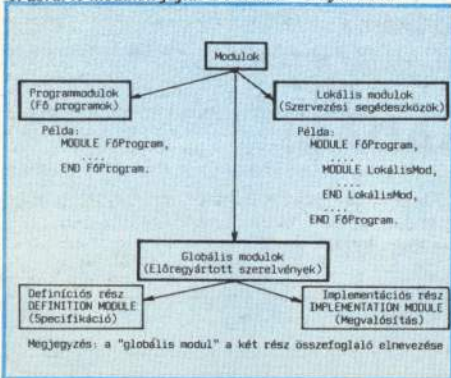 Modulok
Programmodulok
(Fő programok)
Példa:
MODULE FőProgram,
....
END FőProgram.
Lokális modulok
(Szervezési segédeszközök)
Példa:
MODULE FőProgram,
....
MODULE LokálisMod,
....
END LokálisMod,
....
END FőProgram.
Globális modulok
(Előregyártott szerelvények)
Definíciós rész
DEFINITION MODULE
(Specifikáció)
Implementációs rész
IMPLEMENTATION MODULE
(Megvalósítás)
Megjegyzés: a "globális modul" a két rész összefoglaló elnevezése